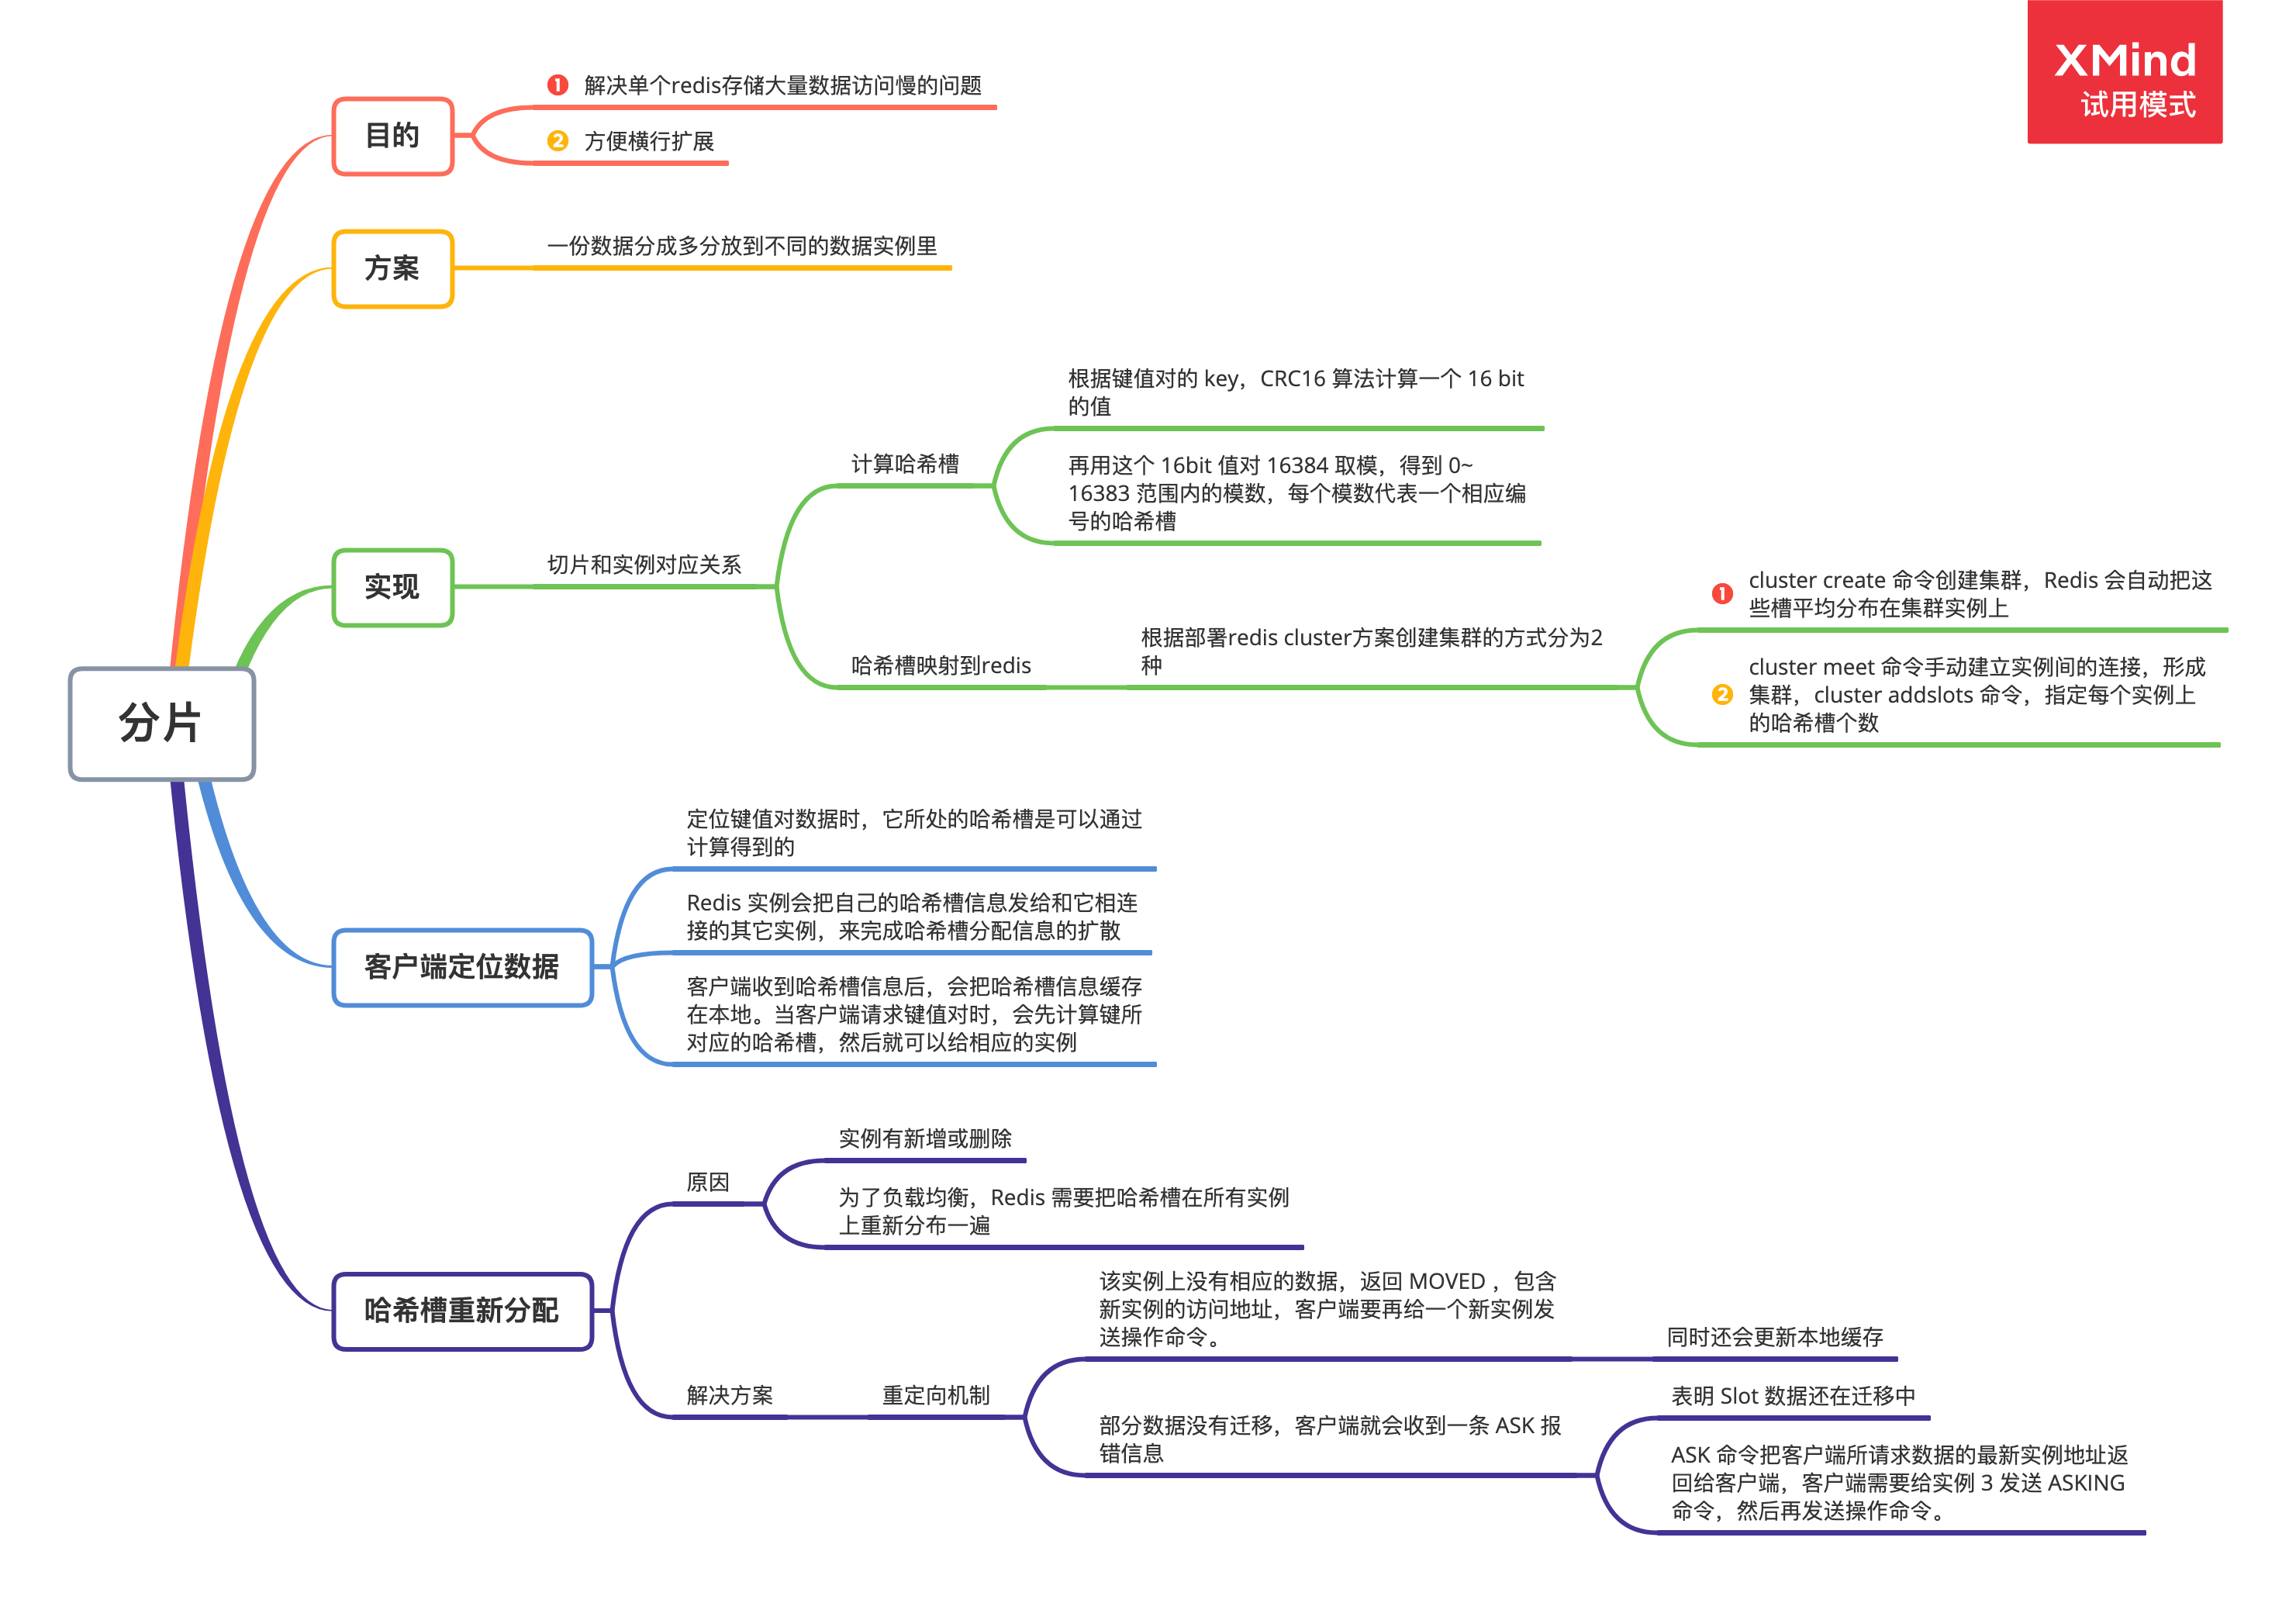 XMind
试用模式
分片
目的
解决单个redis存储大量数据访问慢的问题
方便横行扩展
方案
一份数据分成多分放到不同的数据实例里
实现
切片和实例对应关系
计算哈希槽
根据键值对的 key，CRC16 算法计算一个 16 bit
的值
再用这个 16bit 值对 16384 取模，得到 0~
16383 范围内的模数，每个模数代表一个相应编
号的哈希槽
哈希槽映射到redis
根据部署redis cluster方案创建集群的方式分为2
种
1
cluster create 命令创建集群，Redis 会自动把这
些槽平均分布在集群实例上
2
cluster meet 命令手动建立实例间的连接，形成
集群，cluster addslots 命令，指定每个实例上
的哈希槽个数
客户端定位数据
定位键值对数据时，它所处的哈希槽是可以通过
计算得到的
Redis 实例会把自己的哈希槽信息发给和它相连
接的其它实例，来完成哈希槽分配信息的扩散
客户端收到哈希槽信息后，会把哈希槽信息缓存
在本地。当客户端请求键值对时，会先计算键所
对应的哈希槽，然后就可以给相应的实例
哈希槽重新分配
原因
实例有新增或删除
为了负载均衡，Redis 需要把哈希槽在所有实例
上重新分布一遍
解决方案
重定向机制
该实例上没有相应的数据，返回 MOVED ，包含
新实例的访问地址，客户端要再给一个新实例发
送操作命令。
同时还会更新本地缓存
部分数据没有迁移，客户端就会收到一条 ASK 报
错信息
表明 Slot 数据还在迁移中
ASK 命令把客户端所请求数据的最新实例地址返
回给客户端，客户端需要给实例 3 发送 ASKING
命令，然后再发送操作命令。